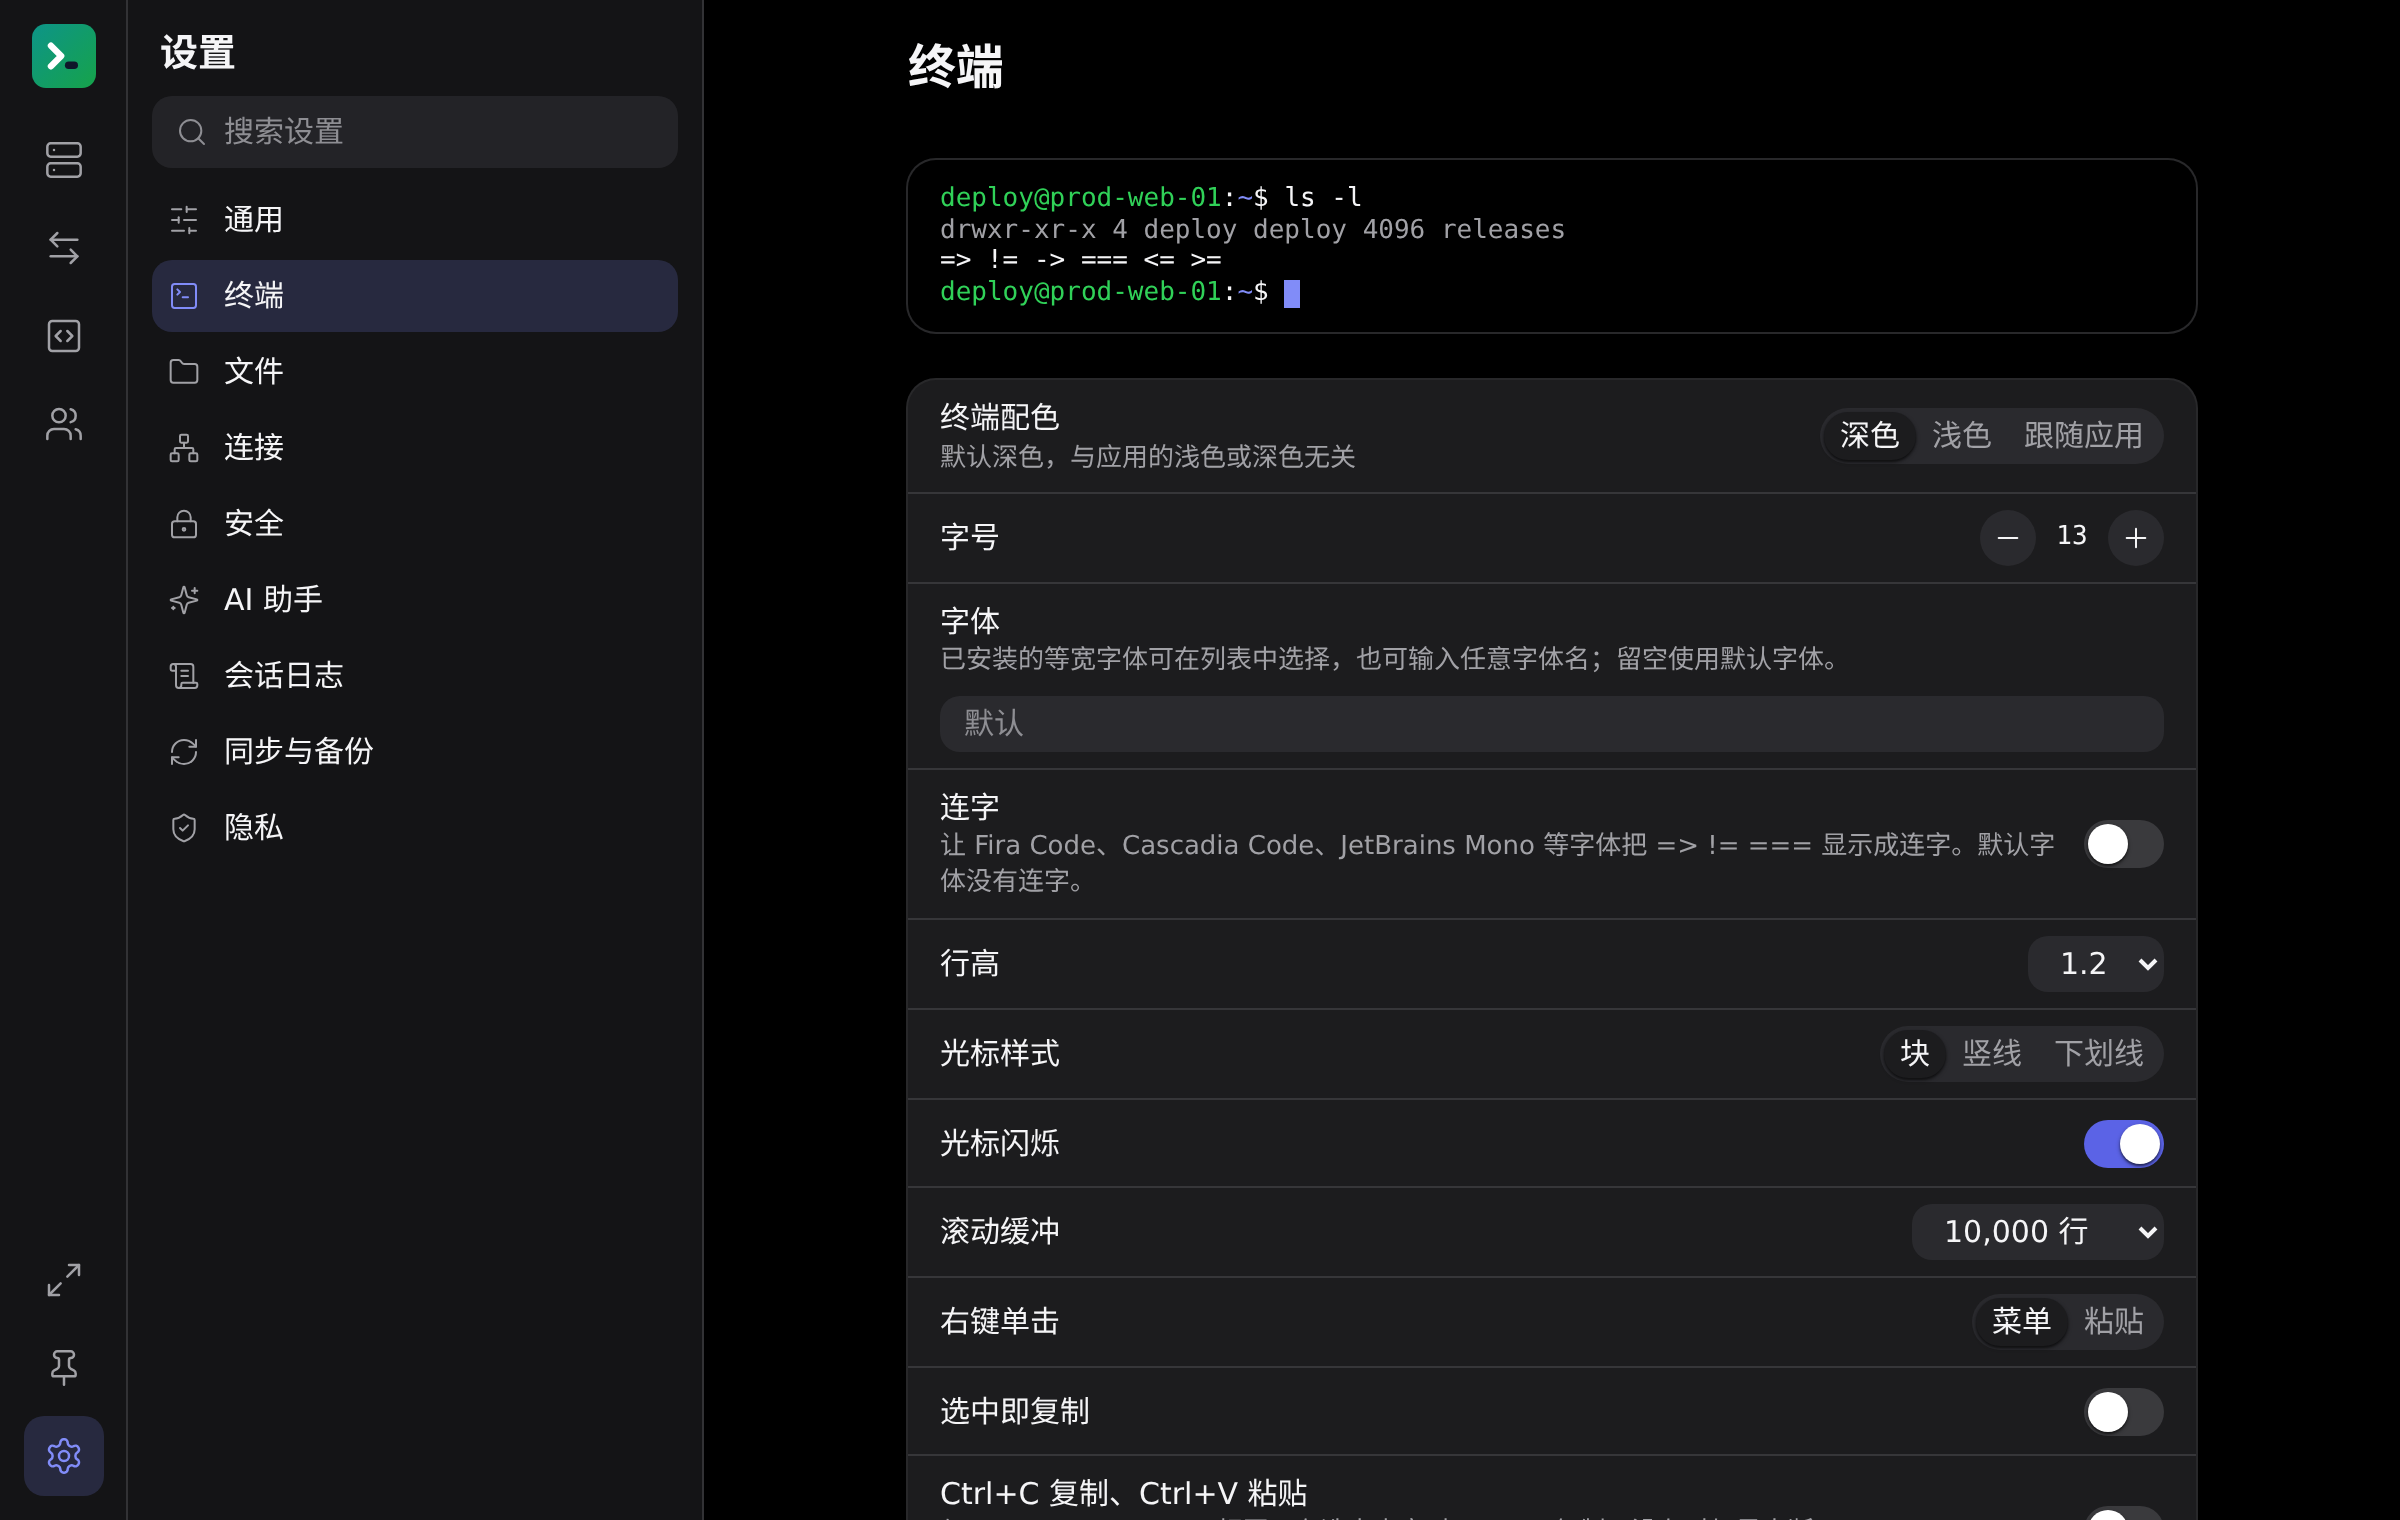 设置
搜索设置
通用
终端
文件
连接
安全
AI 助手
会话日志
同步与备份
隐私
终端
deploy@prod-web-01:~$ ls -l
drwxr-xr-x 4 deploy deploy 4096 releases
=> != -> === <= >=
deploy@prod-web-01:~$
终端配色
默认深色，与应用的浅色或深色无关
深色 浅色 跟随应用
字号
13
字体
已安装的等宽字体可在列表中选择，也可输入任意字体名；留空使用默认字体。
默认
连字
让 Fira Code、Cascadia Code、JetBrains Mono 等字体把 => != === 显示成连字。默认字
体没有连字。
行高
1.2
光标样式
块 竖线 下划线
光标闪烁
滚动缓冲
10,000 行
右键单击
菜单 粘贴
选中即复制
Ctrl+C 复制、Ctrl+V 粘贴